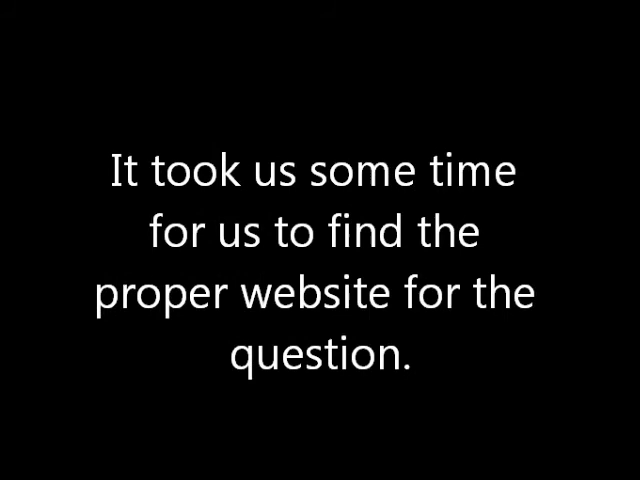 It took us some time
for us to find the
proper website for the
question.